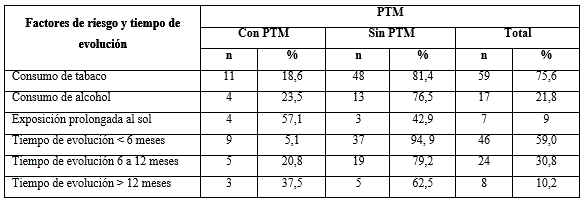 Factores de riesgo y tiempo de evolución PTM
Con PTM Sin PTM Total
n % n % n %
Consumo de tabaco 11 18,6 48 81,4 59 75,6
Consumo de alcohol 4 23,5 13 76,5 17 21,8
Exposición prolongada al sol 4 57,1 3 42,9 7 9
Tiempo de evolución < 6 meses 9 5,1 37 94, 9 46 59,0
Tiempo de evolución 6 a 12 meses 5 20,8 19 79,2 24 30,8
Tiempo de evolución > 12 meses 3 37,5 5 62,5 8 10,2